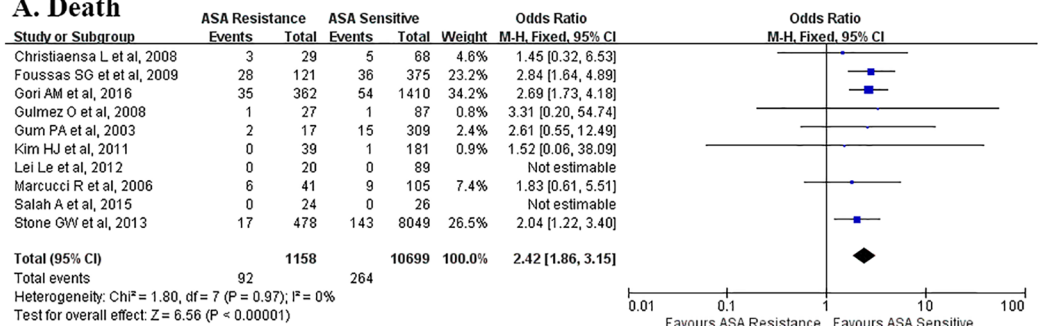 A. Death
ASA Resistance ASA Sensitive Odds Ratio Odds Ratio
Study or Subgroup Events Total Events Total Weight M-H, Fixed, 95% CI M-H, Fixed, 95% CI
Christiaensa L et al, 2008 3 29 5 68 4.6% 1.45 [0.32, 6.53]
Foussas SG et et al, 2009 28 121 36 375 23.2% 2.84 [1.64, 4.89]
Gori AM et al, 2016 35 362 54 1410 34.2% 2.69 [1.73, 4.18]
Gulmez O et al, 2008 1 27 1 87 0.8% 3.31 [0.20, 54.74]
Gum PA et al, 2003 2 17 15 309 2.4% 2.61 [0.55, 12.49]
Kim HJ et al, 2011 0 39 1 181 0.9% 1.52 [0.06, 38.09]
Lei Le et al, 2012 0 20 0 89 Not estimable
Marcucci R et al, 2006 6 41 9 105 7.4% 1.83 [0.61, 5.51]
Salah A et al, 2015 0 24 0 26 Not estimable
Stone GW et al, 2013 17 478 143 8049 26.5% 2.04 [1.22, 3.40]
Total (95% CI) 1158 10699 100.0% 2.42 [1.86, 3.15]
Total events 92 264
Heterogeneity: Chi² = 1.80, df = 7 (P = 0.97); I² = 0%
Test for overall effect: Z = 6.56 (P < 0.00001)
0.01 0.1 1 10 100
Favours ASA Resistance Favours ASA Sensitive